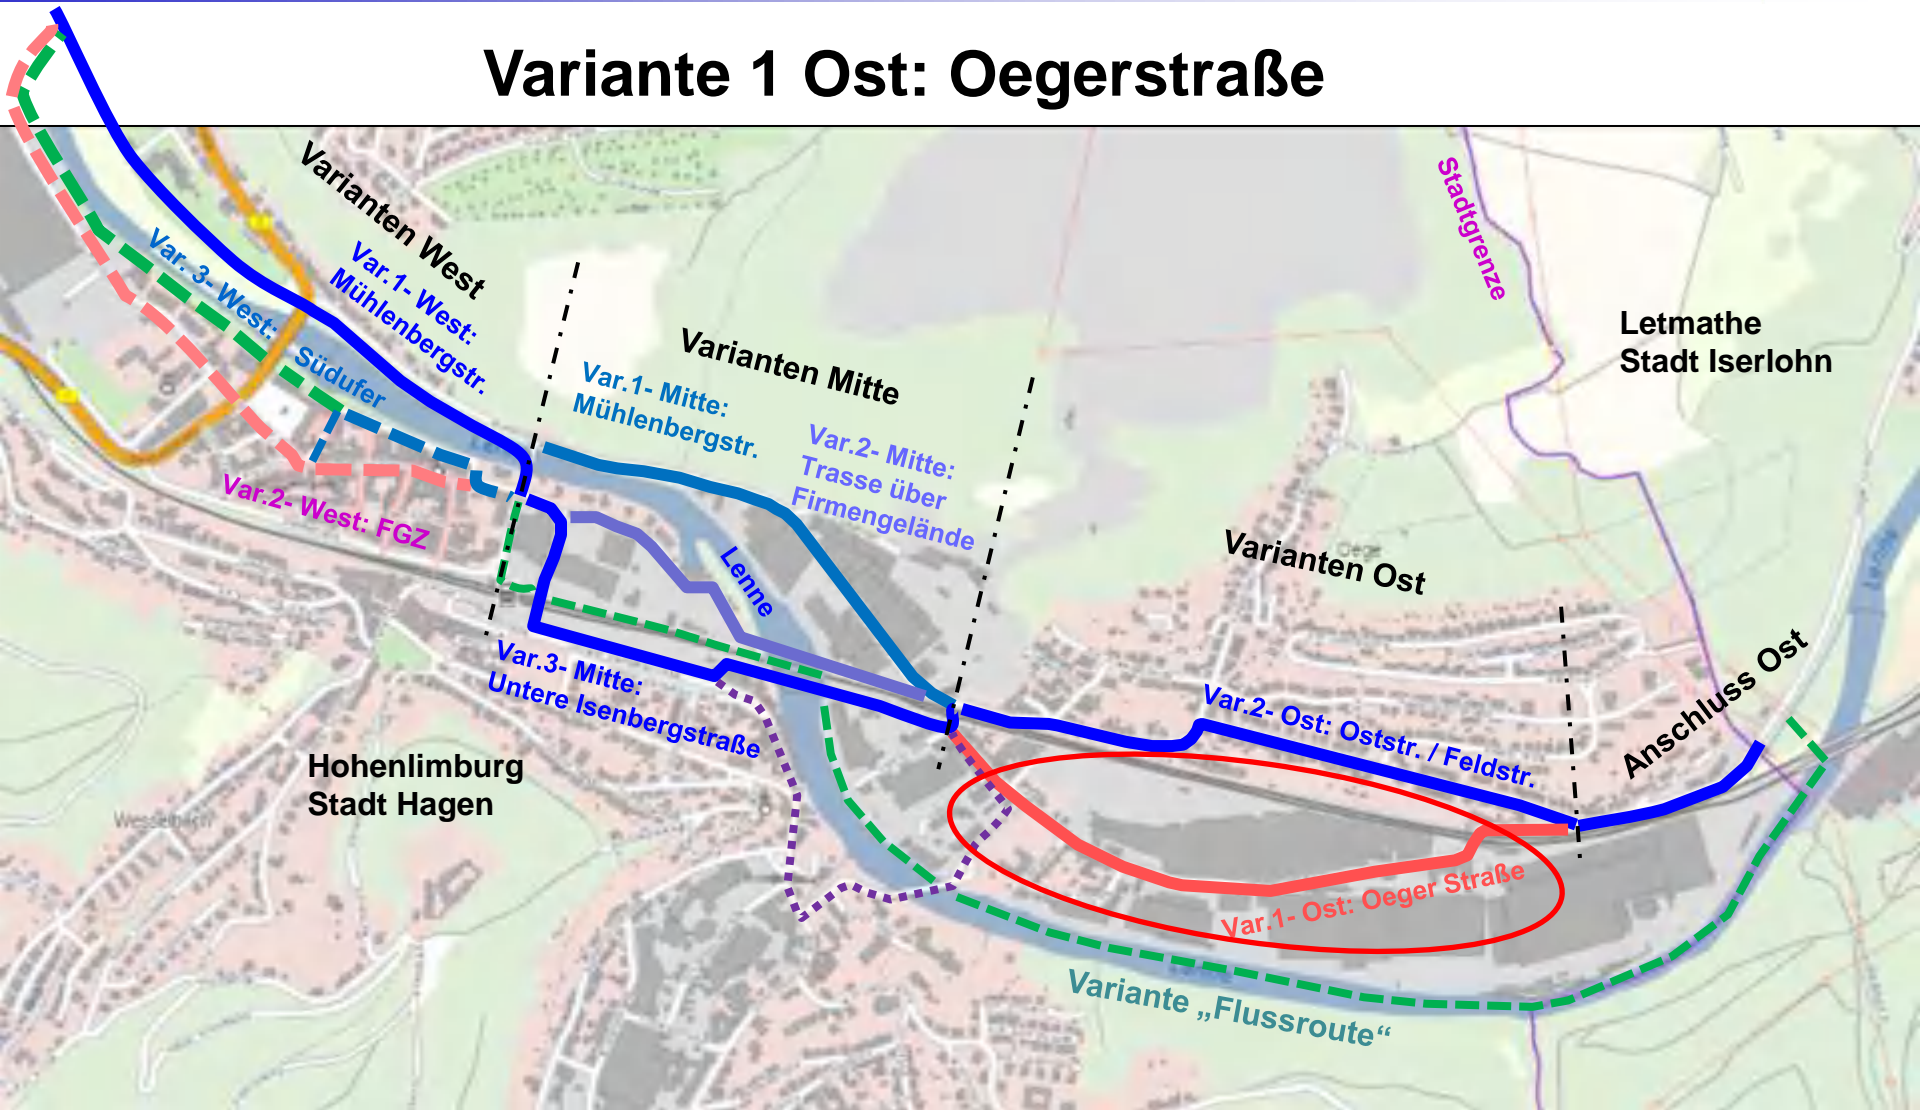 Variante 1 Ost: Oegerstraße
Varianten West
Var.1- West:
Mühlenbergstr.
Var. 3- West:
Südufer
Var.2- West: FGZ
Varianten Mitte
Var.1- Mitte:
Mühlenbergstr.
Var.2- Mitte:
Trasse über
Firmengelände
Lenne
Var.3- Mitte:
Untere Isenbergstraße
Stadtgrenze
Letmathe
Stadt Iserlohn
Oege
Varianten Ost
Var.2- Ost: Oststr. / Feldstr.
Anschluss Ost
Lenne
Hohenlimburg
Stadt Hagen
Wesselbach
Var.1- Ost: Oeger Straße
Variante „Flussroute“